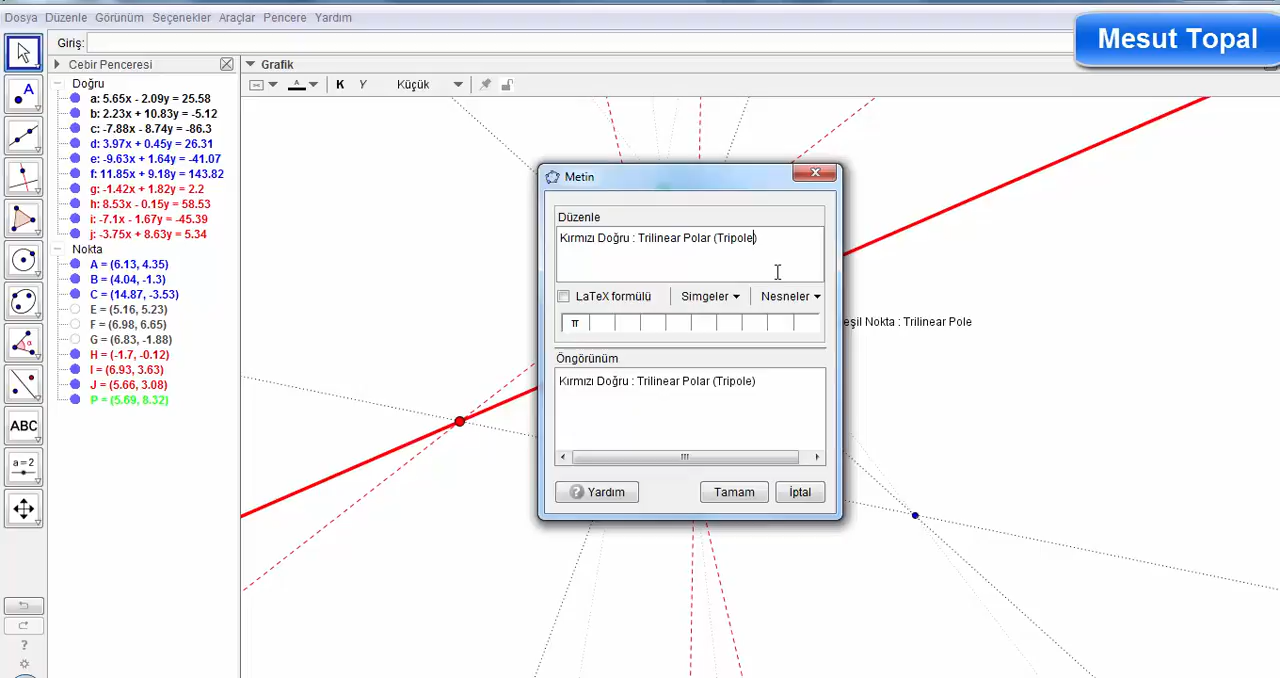 Dosya Düzenle Görünüm Seçenekler Araçlar Pencere Yardım
Mesut Topal
Giriş:
Cebir Penceresi
Grafik
K Y Küçük
Doğru
a: 5.65x - 2.09y = 25.58
b: 2.23x + 10.83y = -5.12
c: -7.88x - 8.74y = -86.3
d: 3.97x + 0.45y = 26.31
e: -9.63x + 1.64y = -41.07
f: 11.85x + 9.18y = 143.82
g: -1.42x + 1.82y = 2.2
h: 8.53x - 0.15y = 58.53
i: -7.1x - 1.67y = -45.39
j: -3.75x + 8.63y = 5.34
Nokta
A = (6.13, 4.35)
B = (4.04, -1.3)
C = (14.87, -3.53)
E = (5.16, 5.23)
F = (6.98, 6.65)
G = (6.83, -1.88)
H = (-1.7, -0.12)
I = (6.93, 3.63)
J = (5.66, 3.08)
P = (5.69, 8.32)
A
α
ABC
a=2
?
Metin
Düzenle
Kırmızı Doğru : Trilinear Polar (Tripole)
LaTeX formülü Simgeler Nesneler
π
Öngörünüm
Kırmızı Doğru : Trilinear Polar (Tripole)
? Yardım Tamam İptal
eşil Nokta : Trilinear Pole